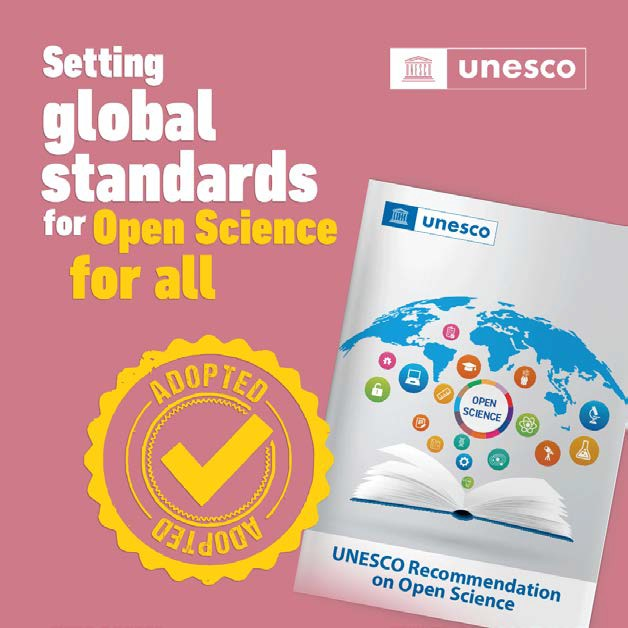 Setting
global
standards
for Open Science
for all
unesco
unesco
OPEN
SCIENCE
UNESCO Recommendation
on Open Science
ADOPTED
ADOPTED